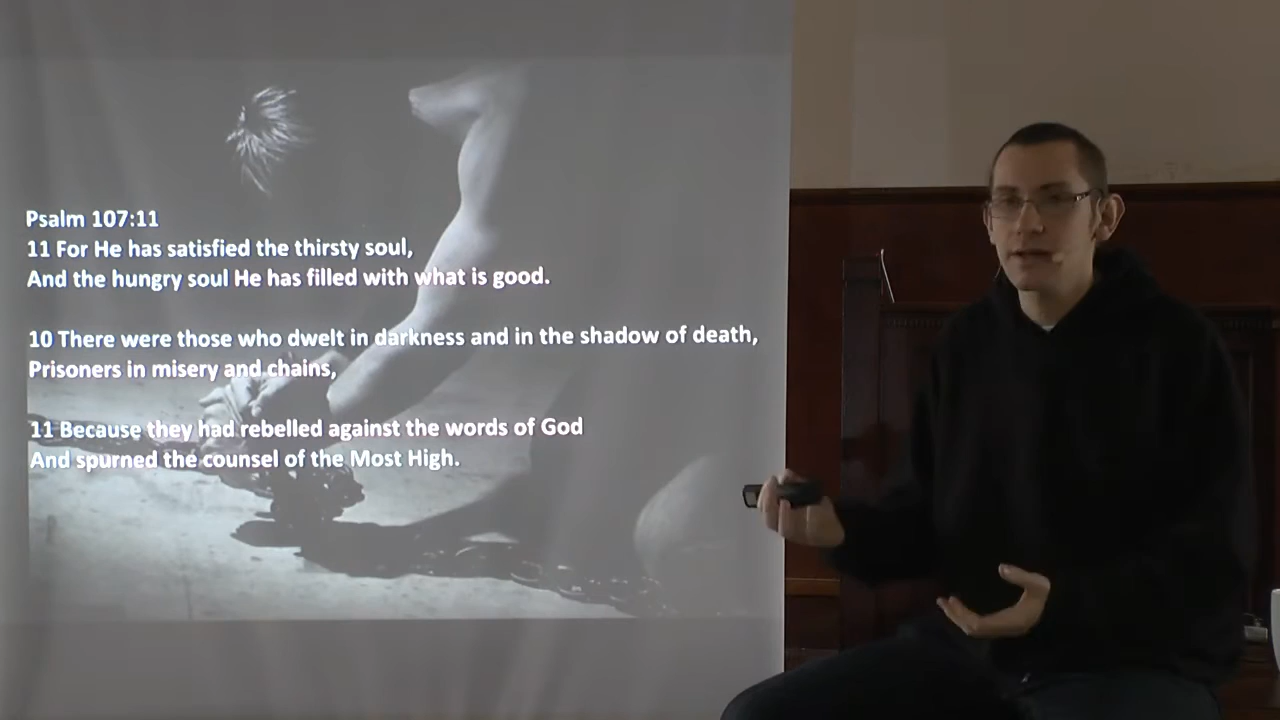 Psalm 107:11
11 For He has satisfied the thirsty soul,
And the hungry soul He has filled with what is good.
10 There were those who dwelt in darkness and in the shadow of death,
Prisoners in misery and chains,
11 Because they had rebelled against the words of God
And spurned the counsel of the Most High.